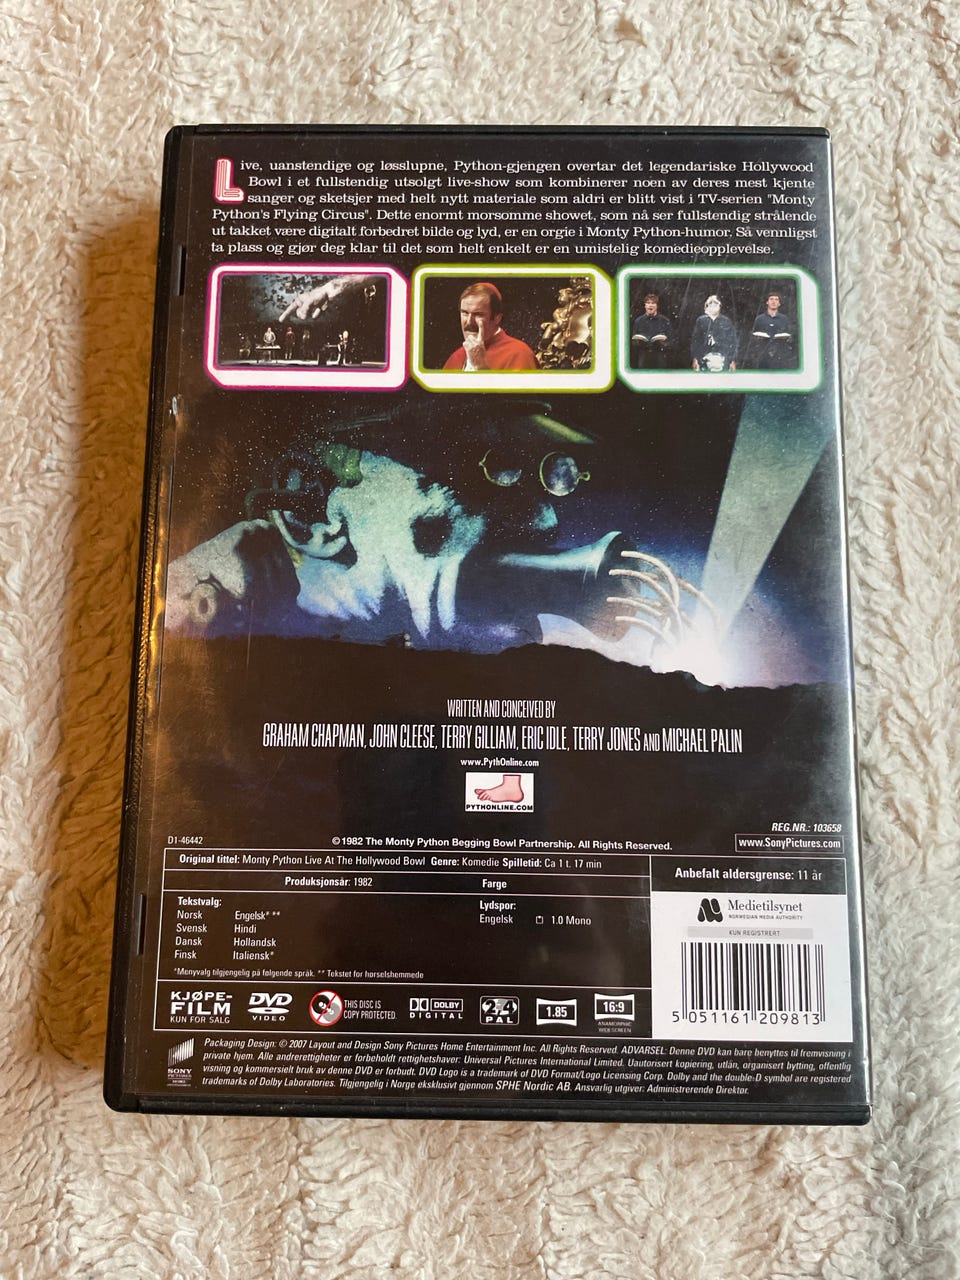 Live, uanstendige og løsslupne, Python-gjengen overtar det legendariske Hollywood
Bowl i et fullstendig utsolgt live-show som kombinerer noen av deres mest kjente
sanger og sketsjer med helt nytt materiale som aldri er blitt vist i TV-serien "Monty
Python's Flying Circus". Dette enormt morsomme showet, som nå ser fullstendig strålende
ut takket være digitalt forbedret bilde og lyd, er en orgie i Monty Python-humor. Så vennligst
ta plass og gjør deg klar til det som helt enkelt er en umistelig komedieopplevelse.
WRITTEN AND CONCEIVED BY
GRAHAM CHAPMAN, JOHN CLEESE, TERRY GILLIAM, ERIC IDLE, TERRY JONES AND MICHAEL PALIN
www.PythOnline.com
PYTHONLINE.COM
REG.NR.: 103658
D1-46442
©1982 The Monty Python Begging Bowl Partnership. All Rights Reserved.
www.SonyPictures.com
Original tittel: Monty Python Live At The Hollywood Bowl Genre: Komedie Spilletid: Ca 1 t. 17 min
Produksjonsår: 1982 Farge
Anbefalt aldersgrense: 11 år
Tekstvalg:
Norsk Engelsk* **
Svensk Hindi
Dansk Hollandsk
Finsk Italiensk*
Lydspor:
Engelsk 1.0 Mono
*Menyvalg tilgjengelig på følgende språk. ** Tekstet for hørselshemmede
Medietilsynet
NORWEGIAN MEDIA AUTHORITY
KUN REGISTRERT
5 051161 209813
KJØPE-
FILM
KUN FOR SALG
DVD
VIDEO
THIS DISC IS
COPY PROTECTED.
DOLBY
DIGITAL
2 4
PAL
1.85
16:9
ANAMORPHIC
WIDESCREEN
SONY
PICTURES
Packaging Design: © 2007 Layout and Design Sony Pictures Home Entertainment Inc. All Rights Reserved. ADVARSEL: Denne DVD kan bare benyttes til fremvisning i
private hjem. Alle andrerettigheter er forbeholdt rettighetshaver: Universal Pictures International Limited. Uautorisert kopiering, utlån, organisert bytting, offentlig
visning og kommersielt bruk av denne DVD er forbudt. DVD Logo is a trademark of DVD Format/Logo Licensing Corp. Dolby and the double-D symbol are registered
trademarks of Dolby Laboratories. Tilgjengelig i Norge eksklusivt gjennom SPHE Nordic AB. Ansvarlig utgiver: Administrerende Direktør.